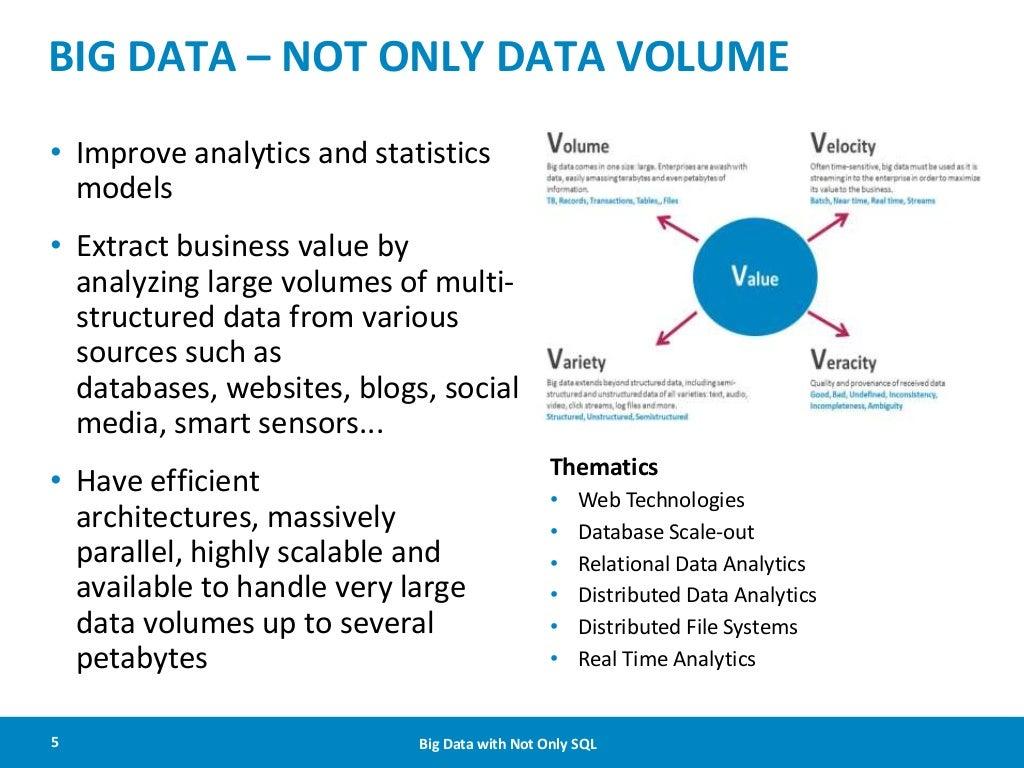 BIG DATA – NOT ONLY DATA VOLUME
• Improve analytics and statistics
models
• Extract business value by
analyzing large volumes of multi-
structured data from various
sources such as
databases, websites, blogs, social
media, smart sensors...
• Have efficient
architectures, massively
parallel, highly scalable and
available to handle very large
data volumes up to several
petabytes
Volume
Big data comes in one size: large. Enterprises are awash with
data, easily amassing terabytes and even petabytes of
information.
TB, Records, Transactions, Tables,, Files
Velocity
Often time-sensitive, big data must be used as it is
streaming in to the enterprise in order to maximize
its value to the business.
Batch, Near time, Real time, Streams
Value
Variety
Big data extends beyond structured data, including semi-
structured and unstructured data of all varieties: text, audio,
video, click streams, log files and more.
Structured, Unstructured, Semistructured
Veracity
Quality and provenance of received data
Good, Bad, Undefined, Inconsistency,
Incompleteness, Ambiguity
Thematics
• Web Technologies
• Database Scale-out
• Relational Data Analytics
• Distributed Data Analytics
• Distributed File Systems
• Real Time Analytics
5
Big Data with Not Only SQL